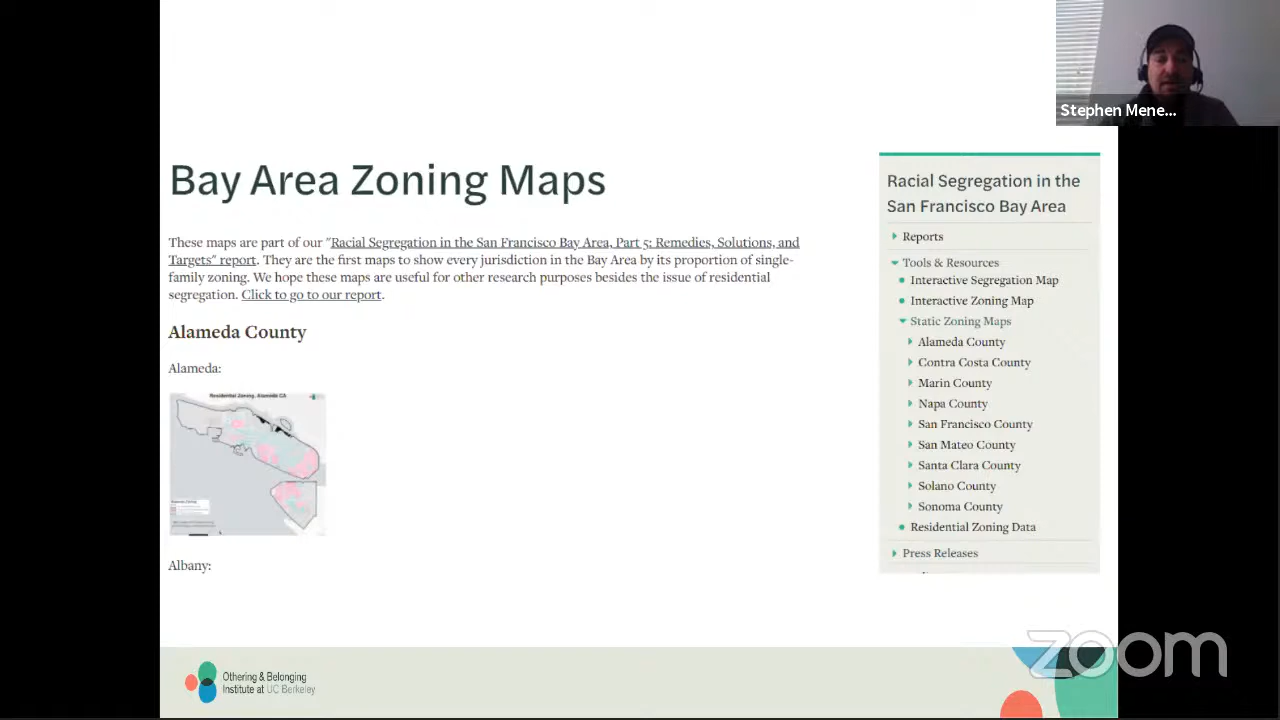 Stephen Mene...
Bay Area Zoning Maps
These maps are part of our "Racial Segregation in the San Francisco Bay Area, Part 5: Remedies, Solutions, and
Targets" report. They are the first maps to show every jurisdiction in the Bay Area by its proportion of single-
family zoning. We hope these maps are useful for other research purposes besides the issue of residential
segregation. Click to go to our report.
Alameda County
Alameda:
Residential Zoning, Alameda CA
Albany:
Racial Segregation in the
San Francisco Bay Area
Reports
Tools & Resources
Interactive Segregation Map
Interactive Zoning Map
Static Zoning Maps
Alameda County
Contra Costa County
Marin County
Napa County
San Francisco County
San Mateo County
Santa Clara County
Solano County
Sonoma County
Residential Zoning Data
Press Releases
Othering & Belonging
Institute at UC Berkeley
zoom